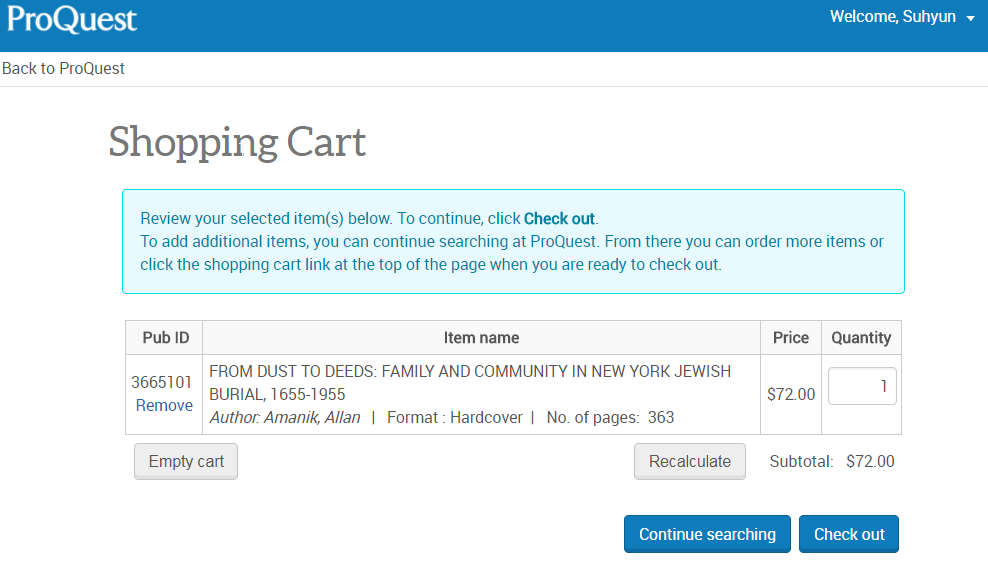 ProQuest
Welcome, Suhyun
Back to ProQuest
Shopping Cart
Review your selected item(s) below. To continue, click Check out.
To add additional items, you can continue searching at ProQuest. From there you can order more items or
click the shopping cart link at the top of the page when you are ready to check out.
Pub ID Item name Price Quantity
3665101
Remove
FROM DUST TO DEEDS: FAMILY AND COMMUNITY IN NEW YORK JEWISH
BURIAL, 1655-1955
Author: Amanik, Allan | Format : Hardcover | No. of pages: 363
$72.00
1
Empty cart Recalculate Subtotal: $72.00
Continue searching Check out